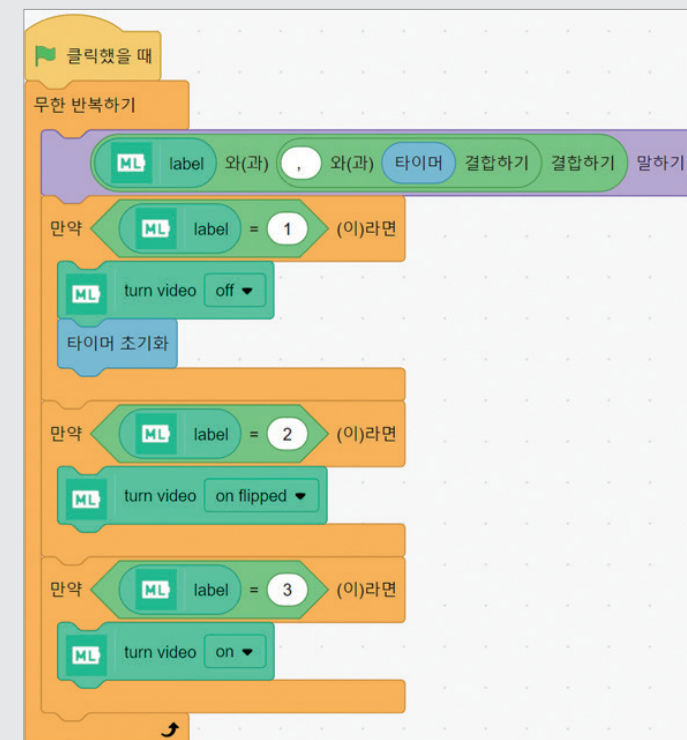 클릭했을 때
무한 반복하기
ML label 와(과) , 와(과) 타이머 결합하기 결합하기 말하기
만약 ML label = 1 (이)라면
ML turn video off
타이머 초기화
만약 ML label = 2 (이)라면
ML turn video on flipped
만약 ML label = 3 (이)라면
ML turn video on